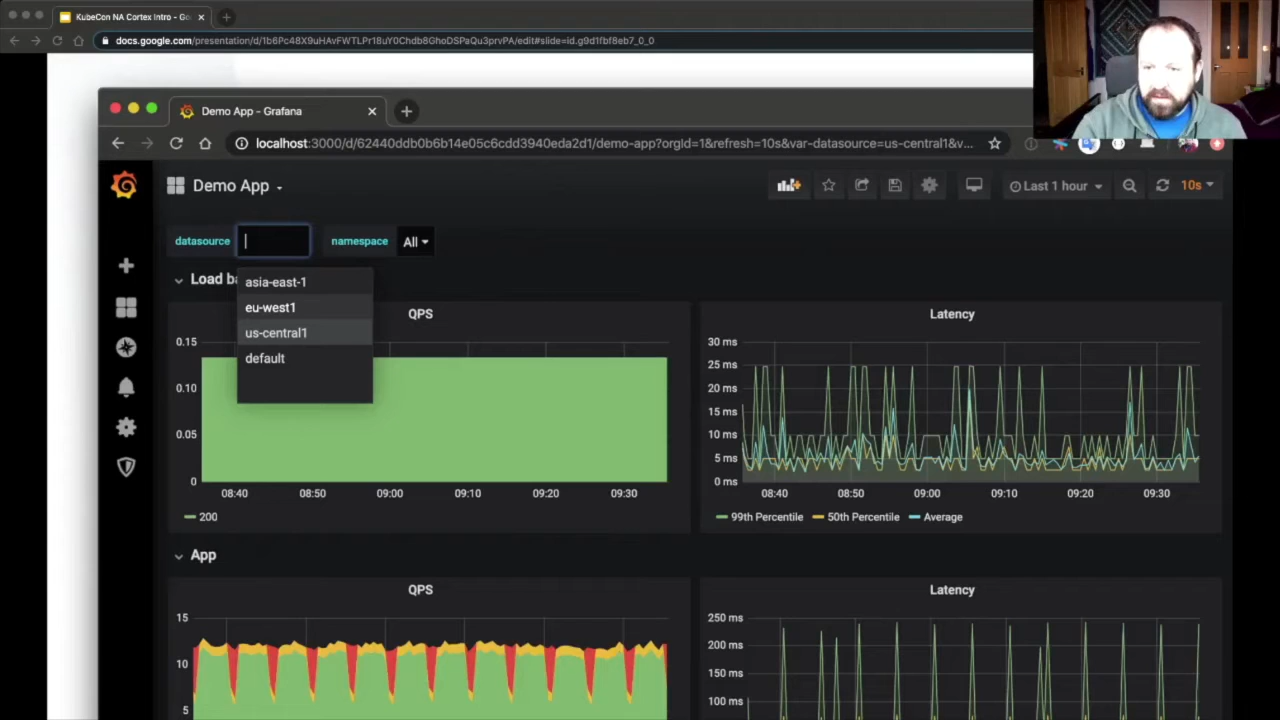 KubeCon NA Cortex Intro - Go
docs.google.com/presentation/d/1b6Pc48X9uHAvFWTLPr18uY0Chdb8GhoDSPaQu3prvPA/edit#slide=id.g9d1fbf8eb7_0_0
Demo App - Grafana
localhost:3000/d/62440ddb0b6b14e05c6cdd3940eda2d1/demo-app?orgId=1&refresh=10s&var-datasource=us-central1&v...
Demo App
Last 1 hour
10s
datasource
namespace
All
Load ba
asia-east-1
eu-west1
us-central1
default
QPS
0.15
0.10
0.05
0
08:40 08:50 09:00 09:10 09:20 09:30
200
Latency
30 ms
25 ms
20 ms
15 ms
10 ms
5 ms
0 ms
08:40 08:50 09:00 09:10 09:20 09:30
99th Percentile 50th Percentile Average
App
QPS
15
10
5
Latency
250 ms
200 ms
150 ms
100 ms